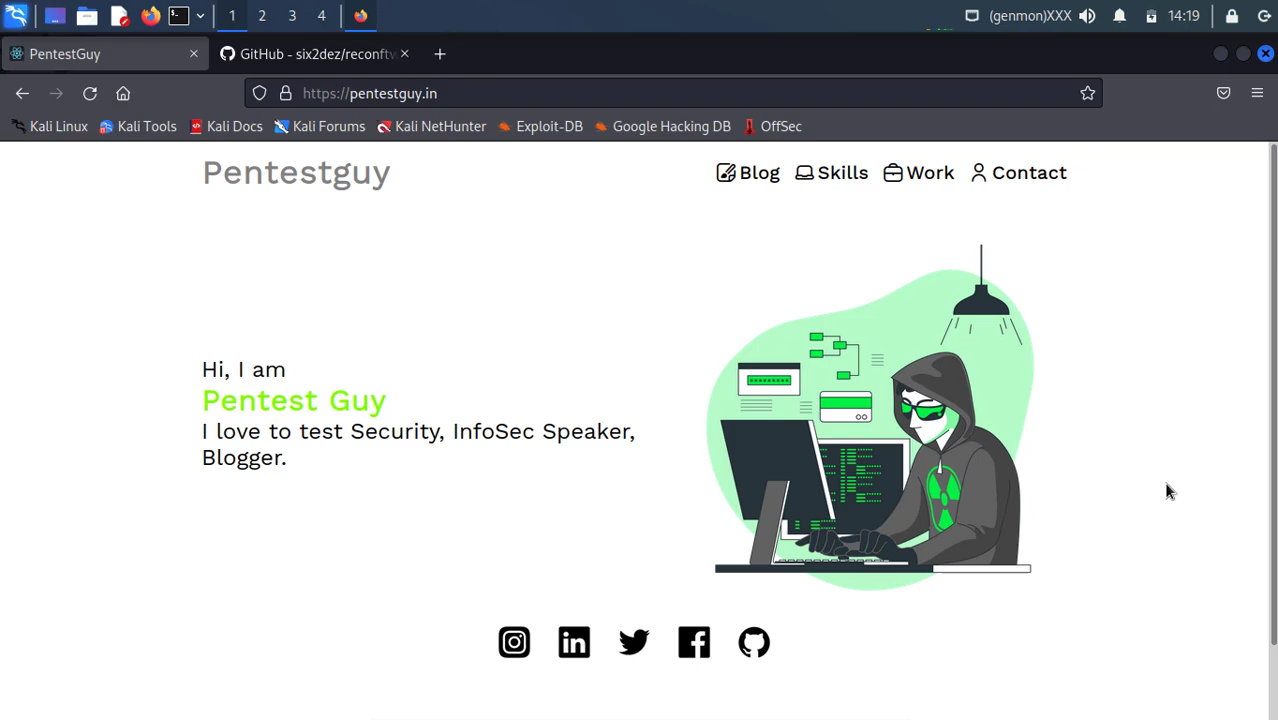 1 2 3 4 (genmon)XXX 14:19
PentestGuy GitHub - six2dez/reconftw
https://pentestguy.in
Kali Linux Kali Tools Kali Docs Kali Forums Kali NetHunter Exploit-DB Google Hacking DB OffSec
Pentestguy Blog Skills Work Contact
Hi, I am
Pentest Guy
I love to test Security, InfoSec Speaker,
Blogger.